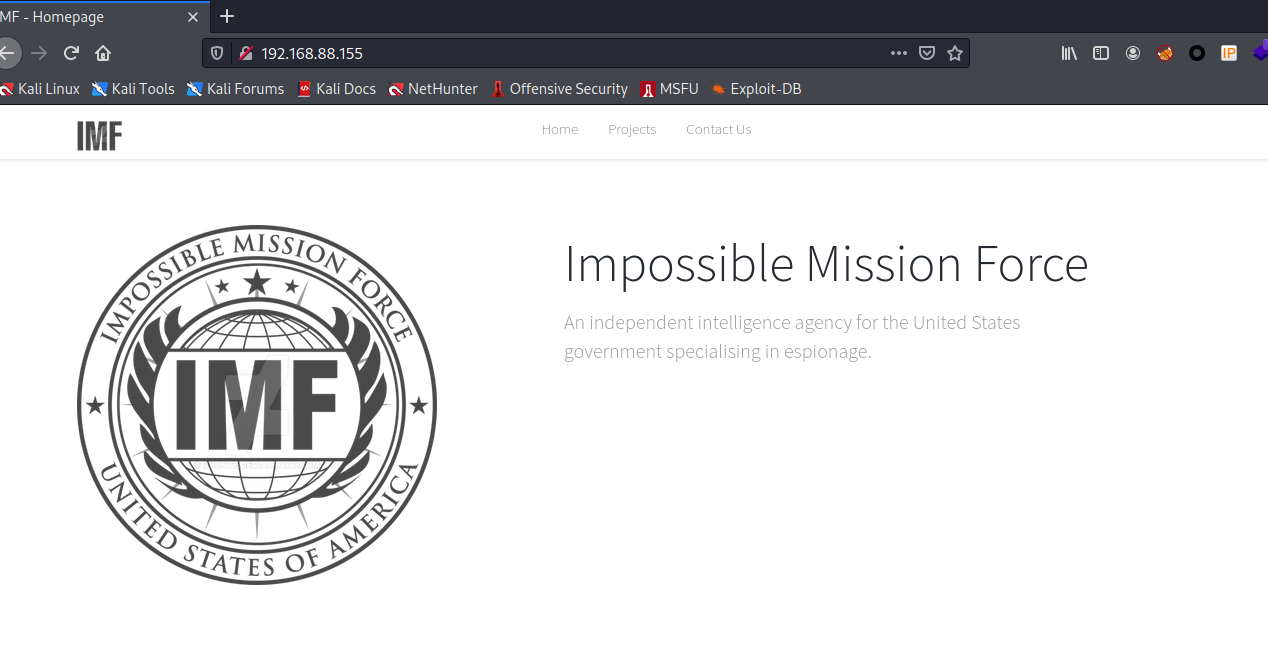 MF - Homepage
192.168.88.155
Kali Linux Kali Tools Kali Forums Kali Docs NetHunter Offensive Security MSFU Exploit-DB
IMF Home Projects Contact Us
IMPOSSIBLE MISSION FORCE
IMF
UNITED STATES OF AMERICA
Impossible Mission Force
An independent intelligence agency for the United States
government specialising in espionage.
IP